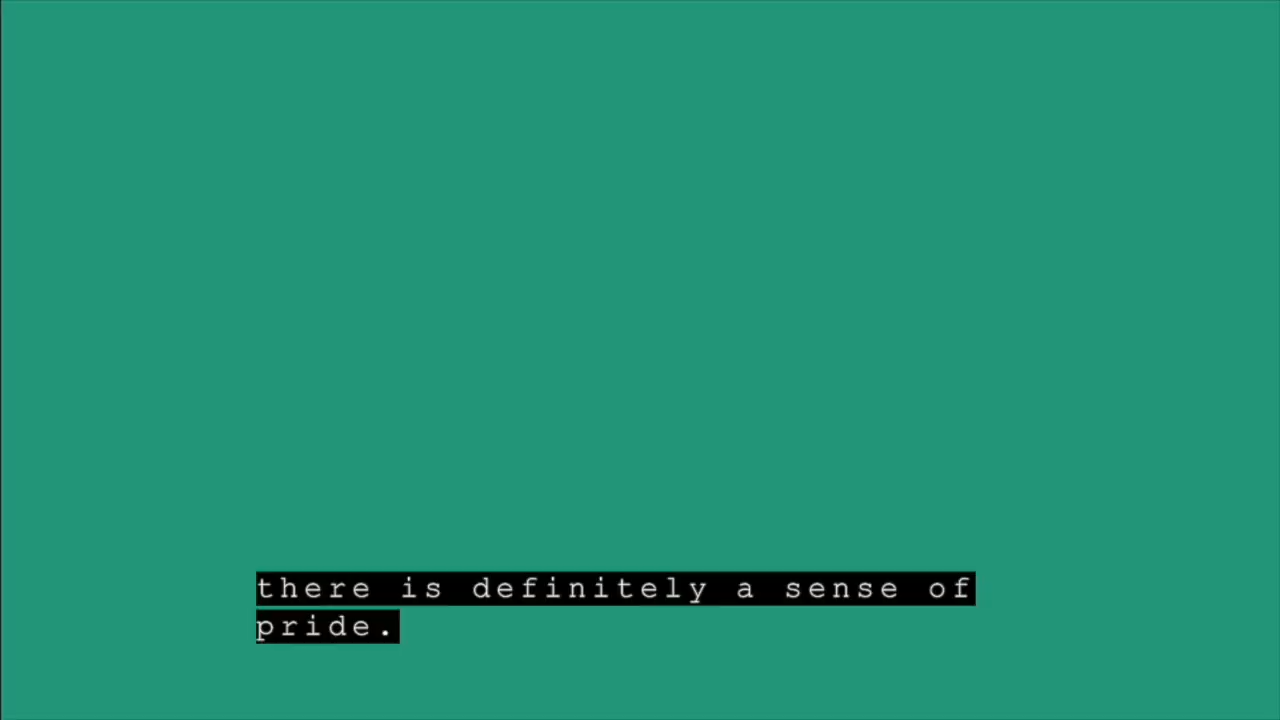 there is definitely a sense of
pride.